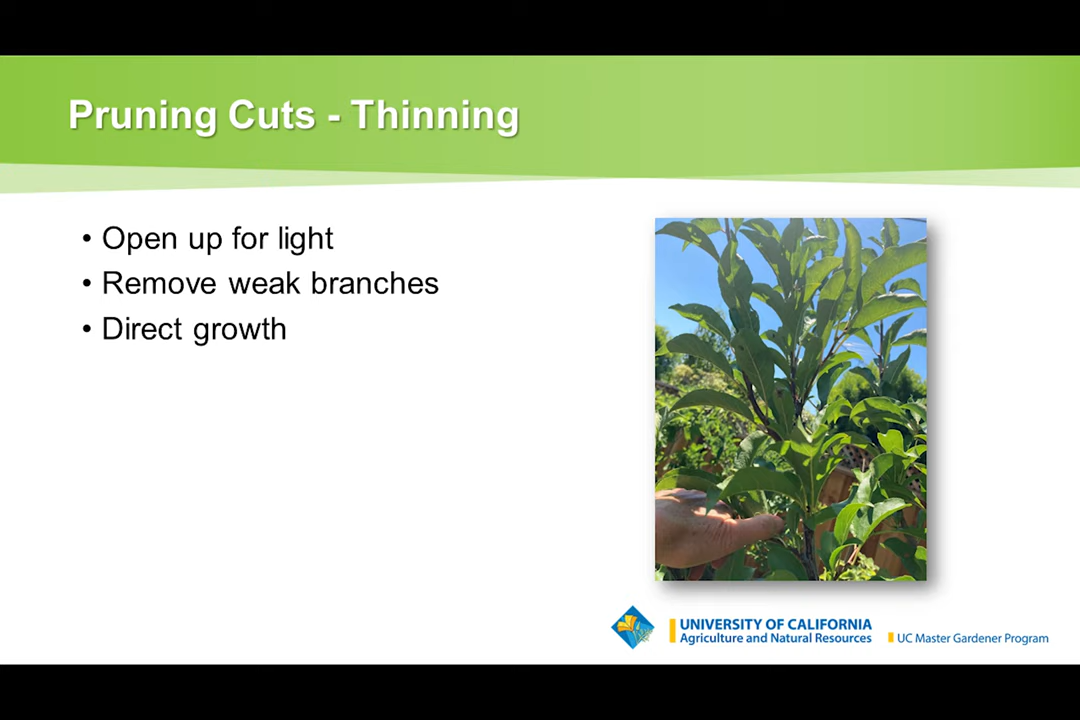 Pruning Cuts - Thinning
• Open up for light
• Remove weak branches
• Direct growth
UNIVERSITY OF CALIFORNIA
Agriculture and Natural Resources
UC Master Gardener Program